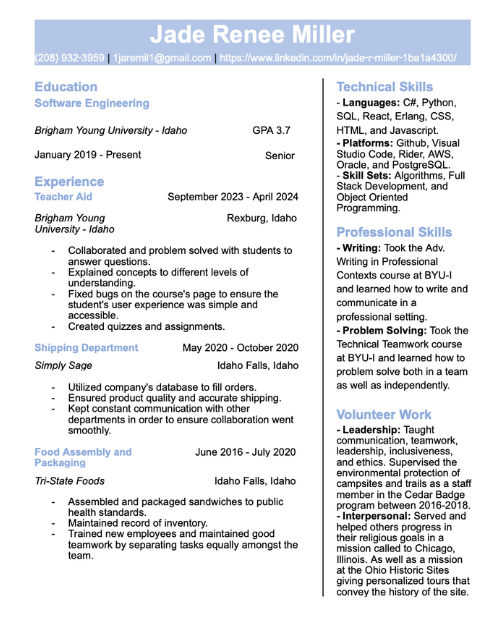 Jade Renee Miller
(208) 932-3959 | 1jaremil1@gmail.com | https://www.linkedin.com/in/jade-r-miller-1ba1a4300/
Education
Software Engineering
Brigham Young University - Idaho GPA 3.7
January 2019 - Present Senior
Experience
Teacher Aid September 2023 - April 2024
Brigham Young Rexburg, Idaho
University - Idaho
- Collaborated and problem solved with students to
answer questions.
- Explained concepts to different levels of
understanding.
- Fixed bugs on the course's page to ensure the
student's user experience was simple and
accessible.
- Created quizzes and assignments.
Shipping Department May 2020 - October 2020
Simply Sage Idaho Falls, Idaho
- Utilized company's database to fill orders.
- Ensured product quality and accurate shipping.
- Kept constant communication with other
departments in order to ensure collaboration went
smoothly.
Food Assembly and June 2016 - July 2020
Packaging
Tri-State Foods Idaho Falls, Idaho
- Assembled and packaged sandwiches to public
health standards.
- Maintained record of inventory.
- Trained new employees and maintained good
teamwork by separating tasks equally amongst the
team.
Technical Skills
- Languages: C#, Python,
SQL, React, Erlang, CSS,
HTML, and Javascript.
- Platforms: Github, Visual
Studio Code, Rider, AWS,
Oracle, and PostgreSQL.
- Skill Sets: Algorithms, Full
Stack Development, and
Object Oriented
Programming.
Professional Skills
- Writing: Took the Adv.
Writing in Professional
Contexts course at BYU-I
and learned how to write and
communicate in a
professional setting.
- Problem Solving: Took the
Technical Teamwork course
at BYU-I and learned how to
problem solve both in a team
as well as independently.
Volunteer Work
- Leadership: Taught
communication, teamwork,
leadership, inclusiveness,
and ethics. Supervised the
environmental protection of
campsites and trails as a staff
member in the Cedar Badge
program between 2016-2018.
- Interpersonal: Served and
helped others progress in
their religious goals in a
mission called to Chicago,
Illinois. As well as a mission
at the Ohio Historic Sites
giving personalized tours that
convey the history of the site.